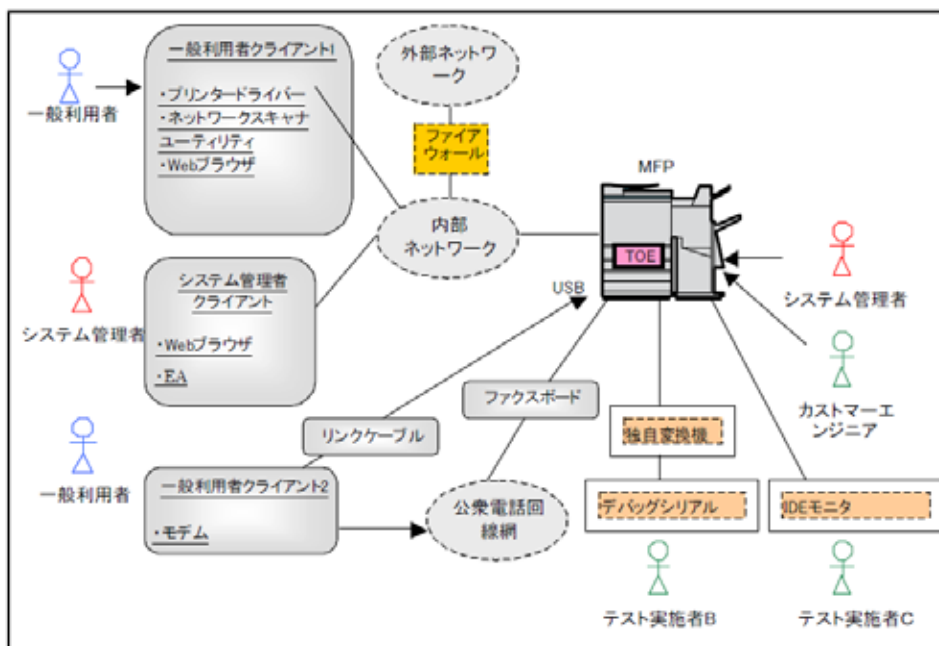 一般利用者
一般利用者クライアント1
・プリンタードライバー
・ネットワークスキャナ
ユーティリティ
・Webブラウザ
外部ネットワ
ーク
ファイア
ウォール
内部
ネットワーク
MFP
TOE
USB
システム管理者
システム管理者
クライアント
・Webブラウザ
・EA
システム管理者
カストマーエ
ンジニア
ファクスボード
リンクケーブル
独自変換機
一般利用者
一般利用者クライアント2
・モデム
公衆電話回
線網
デバッグシリアル
IDEモニタ
テスト実施者B
テスト実施者C